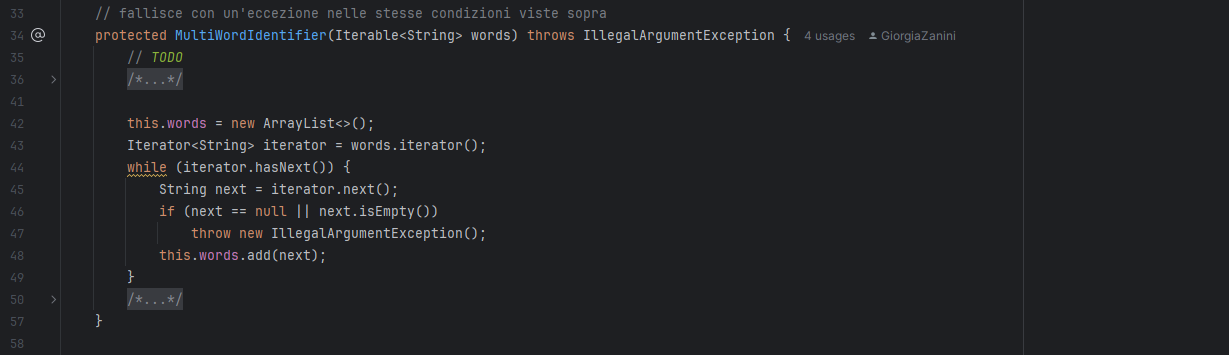 33 // fallisce con un'eccezione nelle stesse condizioni viste sopra
34 @ protected MultiWordIdentifier(Iterable<String> words) throws IllegalArgumentException { 4 usages GiorgiaZanini
35 // TODO
36 /*...*/
41
42 this.words = new ArrayList<>();
43 Iterator<String> iterator = words.iterator();
44 while (iterator.hasNext()) {
45 String next = iterator.next();
46 if (next == null || next.isEmpty())
47 throw new IllegalArgumentException();
48 this.words.add(next);
49 }
50 /*...*/
57 }
58